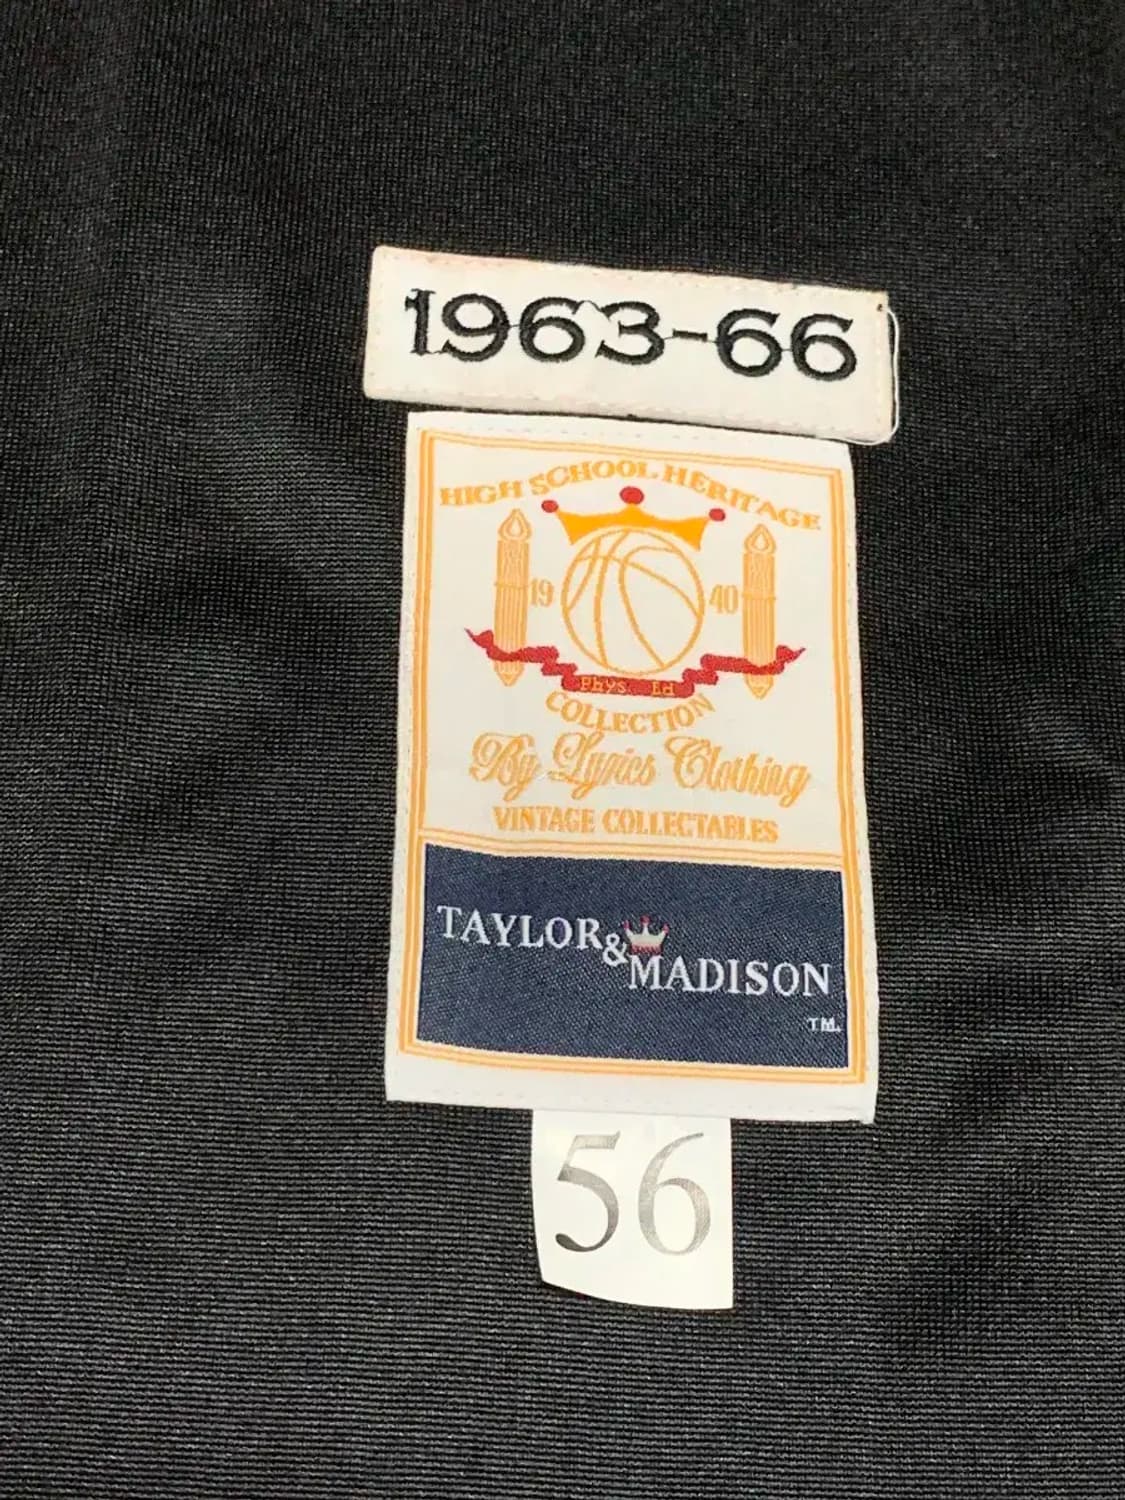 1963-66
HIGH SCHOOL HERITAGE
19 40
Phys. Ed
COLLECTION
By Lyrics Clothing
VINTAGE COLLECTABLES
TAYLOR &
MADISON
TM.
56